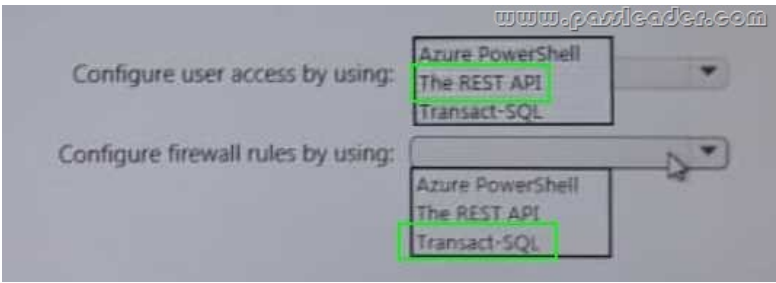 www.passleader.com
Azure PowerShell
Configure user access by using:
The REST API
Transact-SQL
Configure firewall rules by using:
Azure PowerShell
The REST API
Transact-SQL